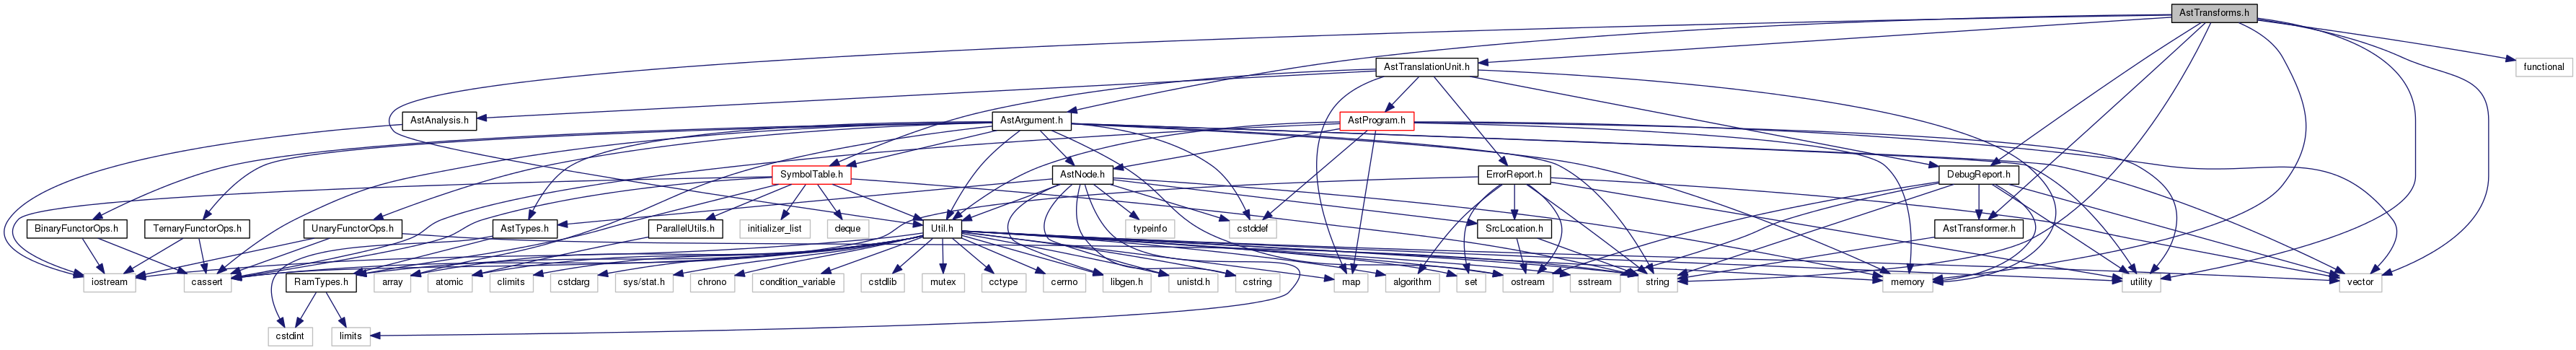 AstTransforms.h
AstTranslationUnit.h
functional
AstAnalysis.h
AstArgument.h
AstProgram.h
SymbolTable.h
AstNode.h
ErrorReport.h
DebugReport.h
BinaryFunctorOps.h
TernaryFunctorOps.h
UnaryFunctorOps.h
AstTypes.h
ParallelUtils.h
initializer_list
deque
Util.h
typeinfo
cstddef
SrcLocation.h
AstTransformer.h
iostream
cassert
RamTypes.h
array
atomic
climits
cstdarg
sys/stat.h
chrono
condition_variable
cstdlib
mutex
cctype
cerrno
libgen.h
unistd.h
cstring
map
algorithm
set
ostream
sstream
string
memory
utility
vector
cstdint
limits